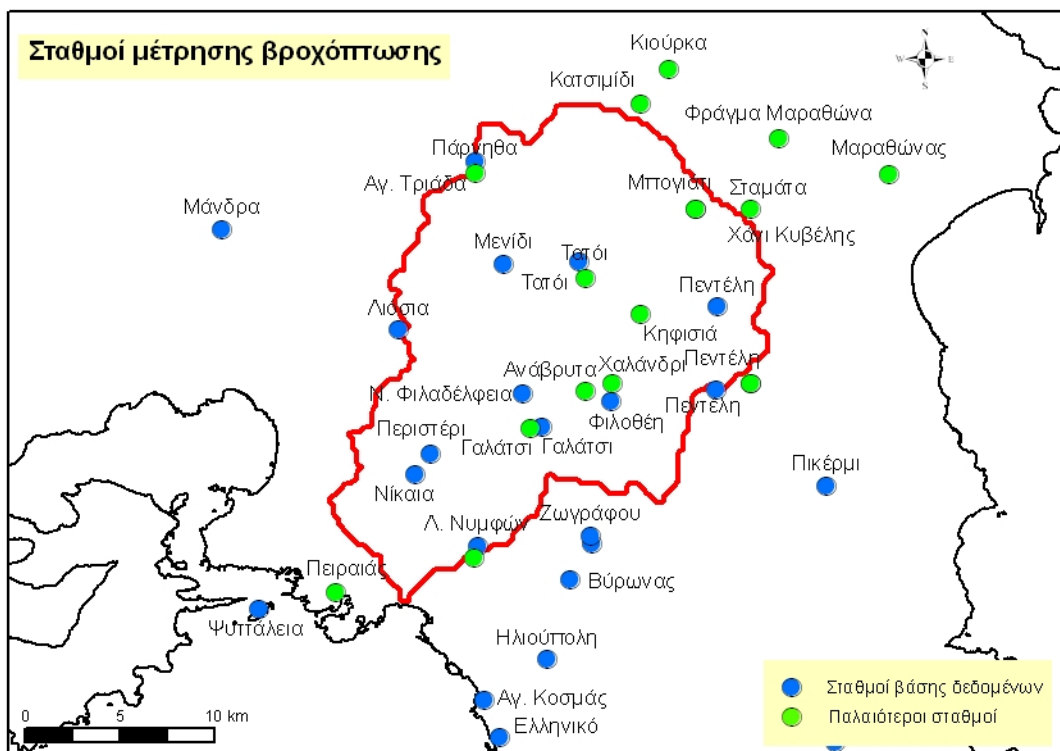 Σταθμοί μέτρησης βροχόπτωσης
N
W E
S
Κιούρκα
Κατσιμίδι
Φράγμα Μαραθώνα
Πάρνηθα
Μαραθώνας
Αγ. Τριάδα
Μπογιάτι
Σταμάτα
Μάνδρα
Χάνι Κυβέλης
Μενίδι
Τατόι
Τατόι
Πεντέλη
Λιόσια
Κηφισιά
Ανάβρυτα
Χαλάνδρι
Πεντέλη
Ν. Φιλαδέλφεια
Φιλοθέη
Πεντέλη
Περιστέρι
Γαλάτσι
Γαλάτσι
Πικέρμι
Νίκαια
Λ. Νυμφών
Ζωγράφου
Πειραιάς
Βύρωνας
Ψυττάλεια
Ηλιούπολη
Αγ. Κοσμάς
Ελληνικό
Σταθμοί βάσης δεδομένων
Παλαιότεροι σταθμοί
0 5 10 km